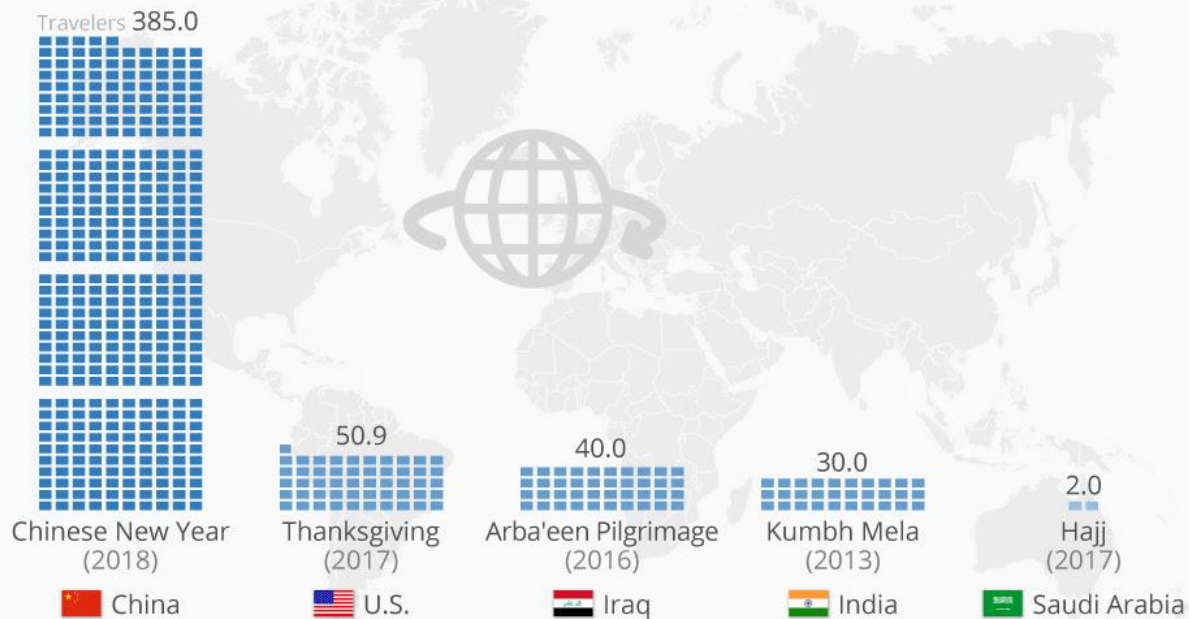 Travelers 385.0
50.9
40.0
30.0
2.0
Chinese New Year
(2018)
Thanksgiving
(2017)
Arba'een Pilgrimage
(2016)
Kumbh Mela
(2013)
Hajj
(2017)
China
U.S.
Iraq
India
Saudi Arabia